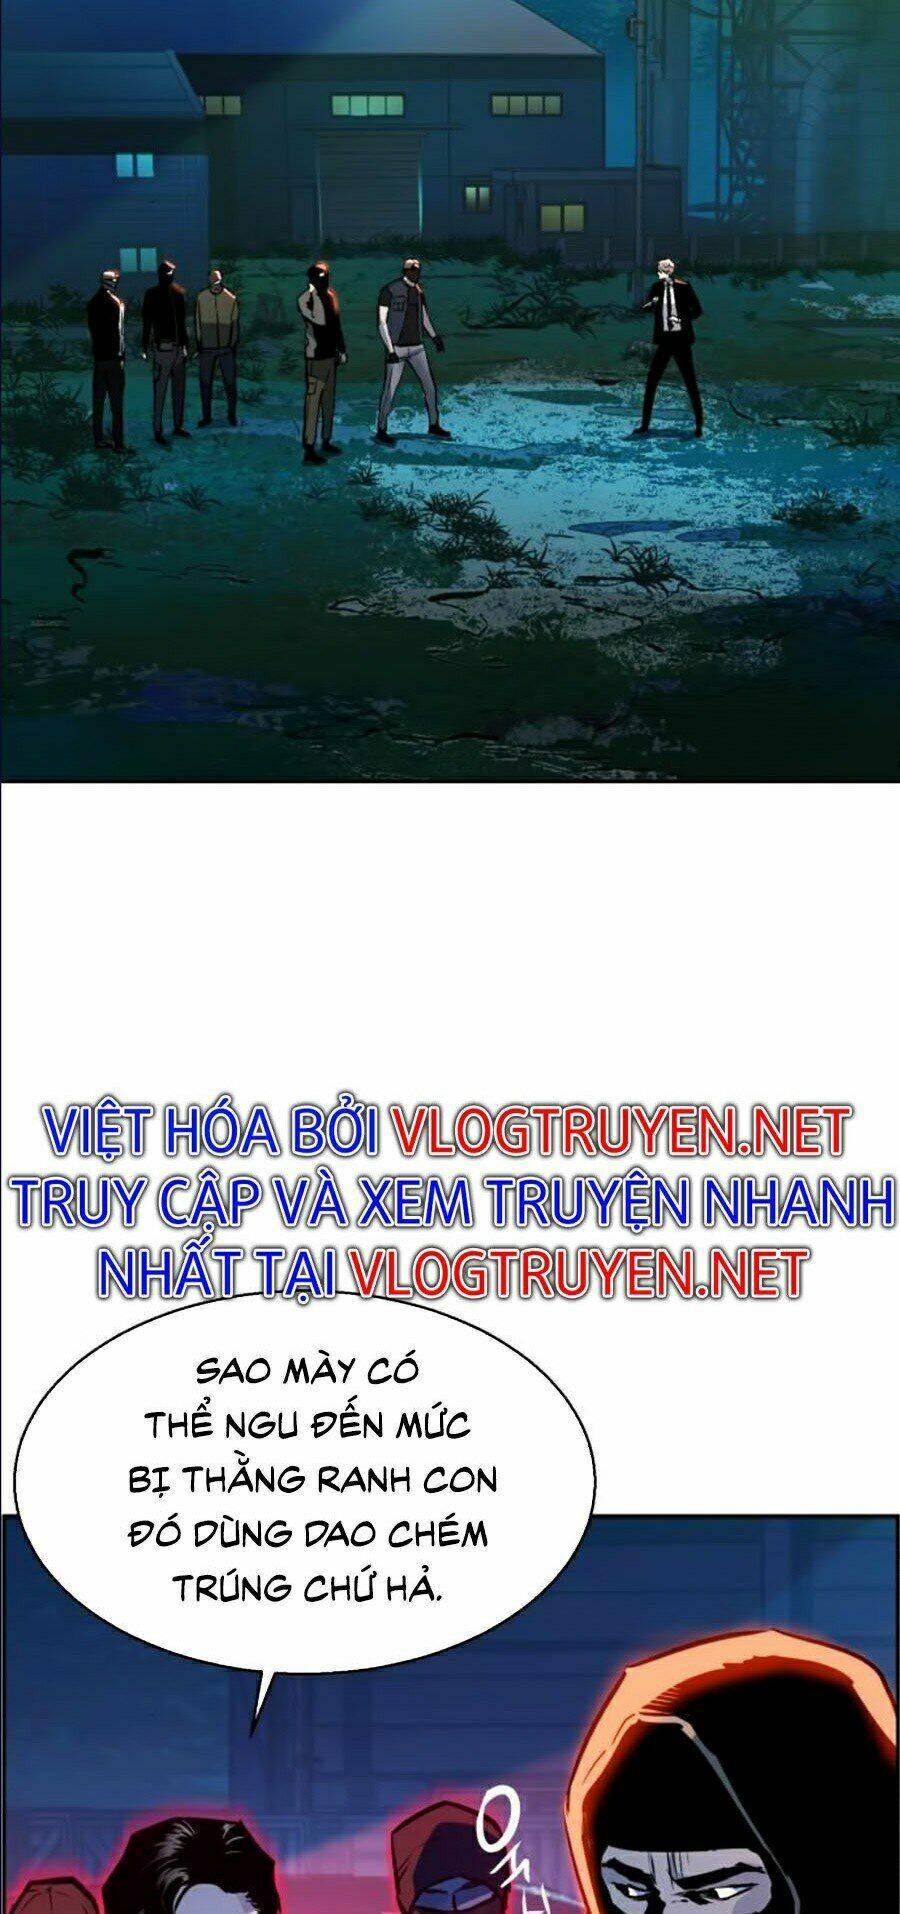 VIỆT HÓA BỞI VLOGTRUYEN.NET
TRUY CẬP VÀ XEM TRUYỆN NHANH
NHẤT TẠI VLOGTRUYEN.NET
SAO MÀY CÓ
THỂ NGU ĐẾN MỨC
BỊ THẰNG RANH CON
ĐÓ DÙNG DAO CHÉM
TRÚNG CHỨ HẢ.